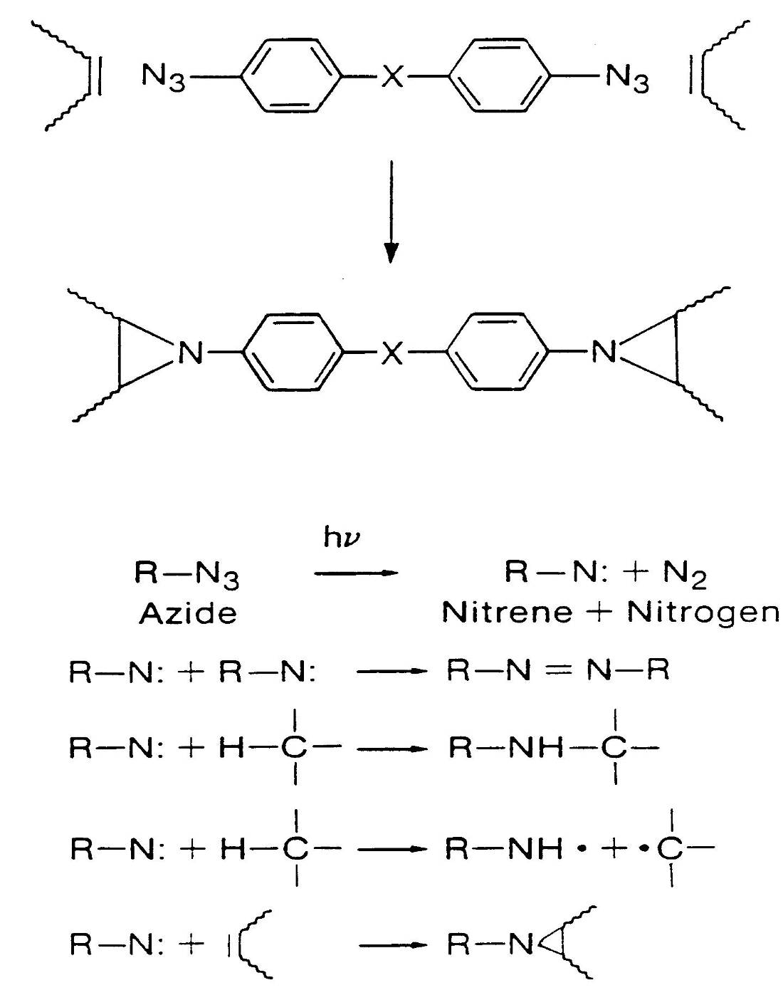 N₃—X—N₃
N—X—N
hν
R—N₃ → R—N: + N₂
Azide Nitrene + Nitrogen
R—N: + R—N: → R—N=N—R
R—N: + H—C— → R—NH—C—
R—N: + H—C— → R—NH• + •C—
R—N: + → R—N